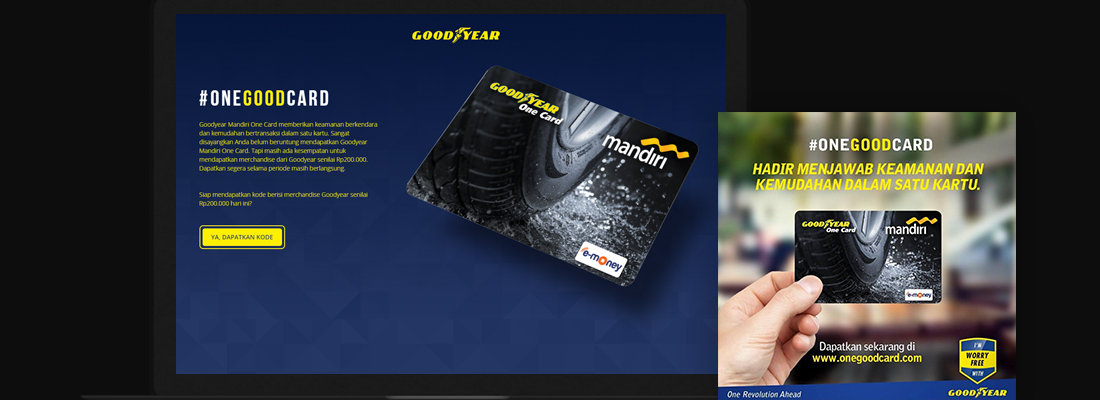 GOODYEAR
#ONEGOODCARD
Goodyear Mandiri One Card memberikan keamanan berkendara
dan kemudahan bertransaksi dalam satu kartu. Sangat
disayangkan Anda belum beruntung mendapatkan Goodyear
Mandiri One Card. Tapi masih ada kesempatan untuk
mendapatkan merchandise dari Goodyear senilai Rp200.000.
Dapatkan segera selama periode masih berlangsung.
Siap mendapatkan kode berisi merchandise Goodyear senilai
Rp200.000 hari ini?
YA, DAPATKAN KODE
GOODYEAR
One Card
mandiri
e-money
#ONEGOODCARD
HADIR MENJAWAB KEAMANAN DAN
KEMUDAHAN DALAM SATU KARTU.
GOODYEAR
One Card
mandiri
e-money
Dapatkan sekarang di
www.onegoodcard.com
I'M
WORRY
FREE
WITH
One Revolution Ahead
GOODYEAR